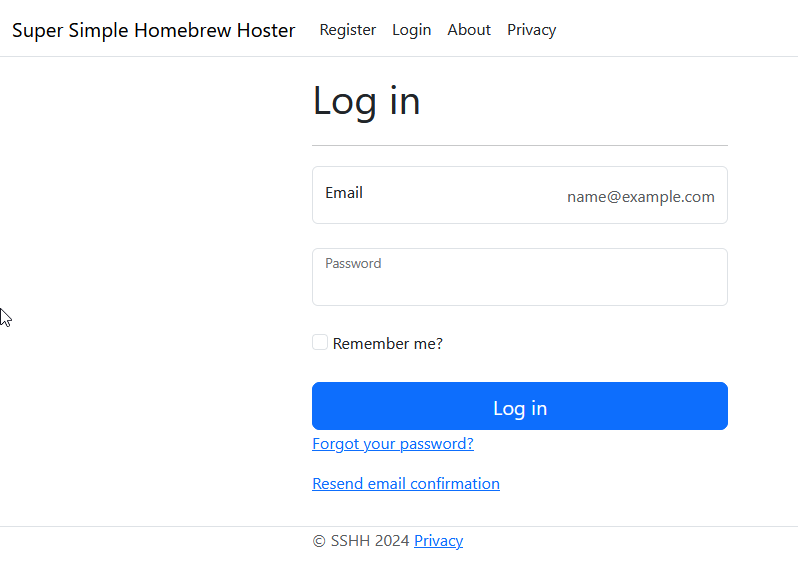 Super Simple Homebrew Hoster Register Login About Privacy
Log in
Email name@example.com
Password
Remember me?
Log in
Forgot your password?
Resend email confirmation
© SSHH 2024 Privacy